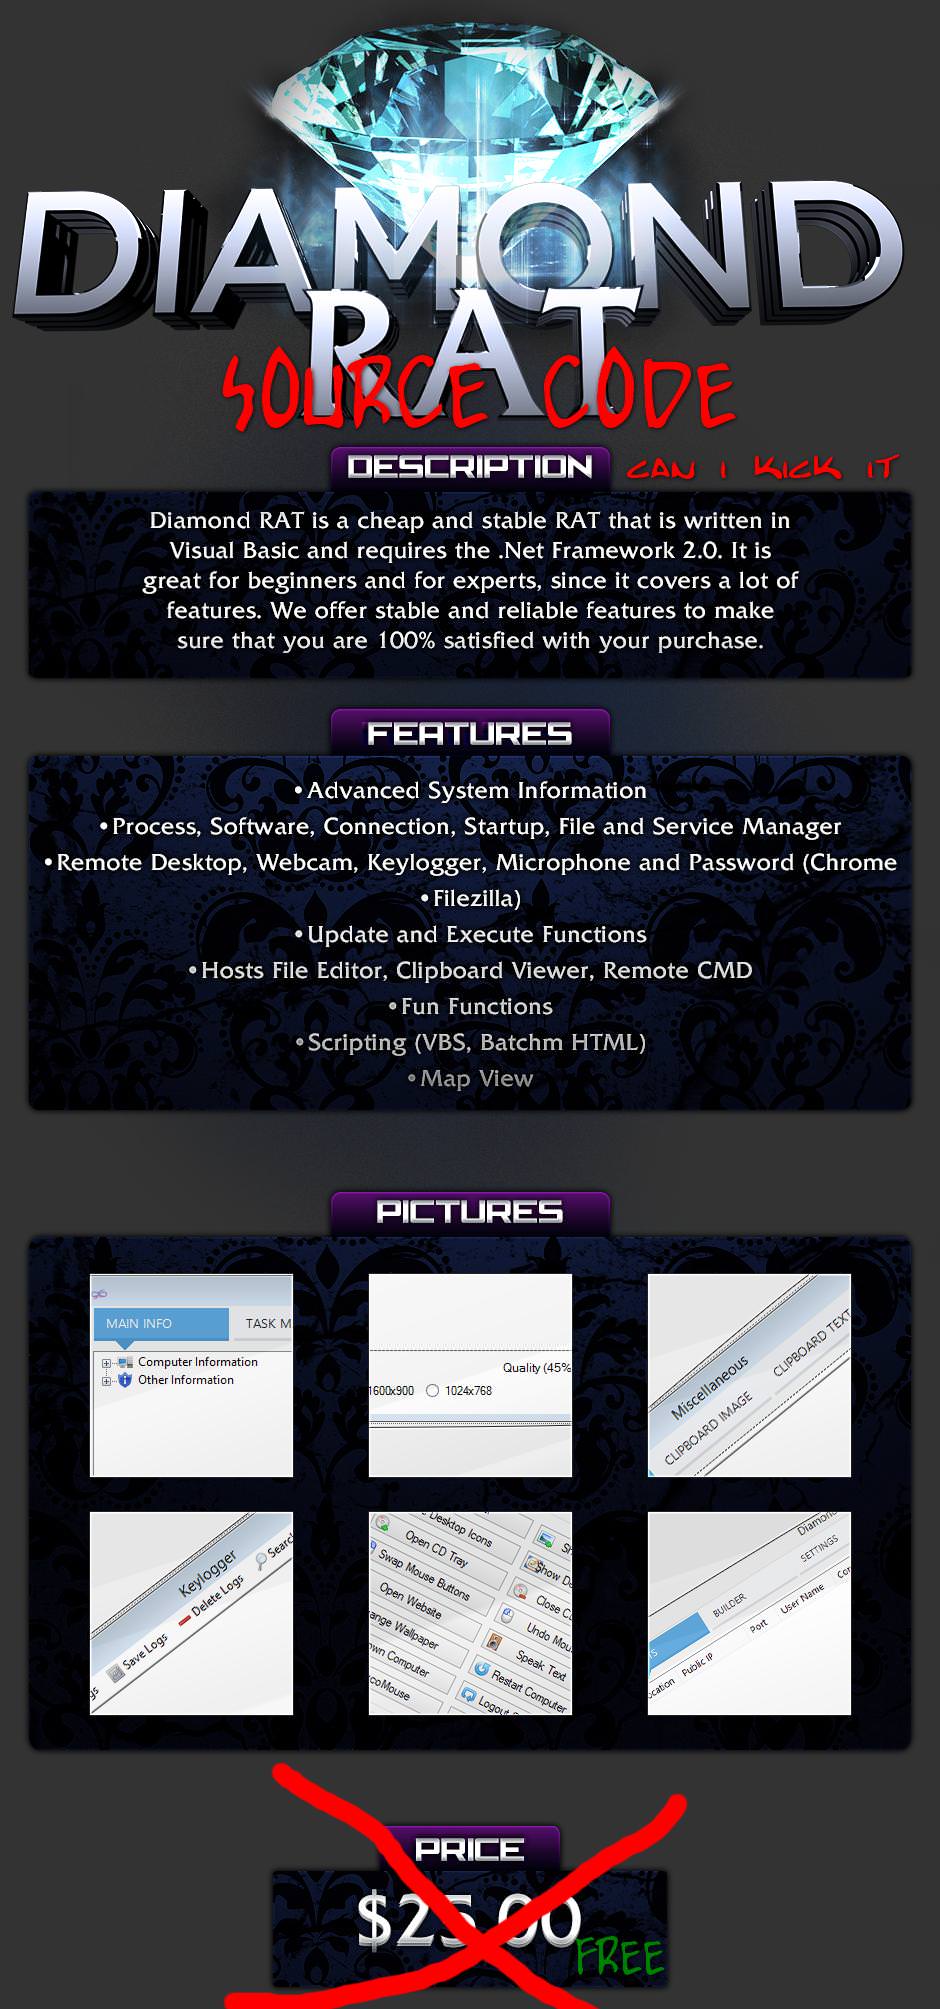 DIAMOND
RAT
SOURCE CODE
DESCRIPTION
CAN I KICK IT
Diamond RAT is a cheap and stable RAT that is written in
Visual Basic and requires the .Net Framework 2.0. It is
great for beginners and for experts, since it covers a lot of
features. We offer stable and reliable features to make
sure that you are 100% satisfied with your purchase.
FEATURES
•Advanced System Information
•Process, Software, Connection, Startup, File and Service Manager
•Remote Desktop, Webcam, Keylogger, Microphone and Password (Chrome
•Filezilla)
•Update and Execute Functions
•Hosts File Editor, Clipboard Viewer, Remote CMD
•Fun Functions
•Scripting (VBS, Batchm HTML)
•Map View
PICTURES
MAIN INFO
TASK M
Computer Information
Other Information
Quality (45%
1600x900
1024x768
Miscellaneous
CLIPBOARD IMAGE
CLIPBOARD TEXT
Keylogger
Save Logs
Delete Logs
Desktop Icons
Open CD Tray
Swap Mouse Buttons
Open Website
ange Wallpaper
own Computer
Close C
Undo Mou
Speak Text
Restart Computer
Logout
BUILDER
SETTINGS
ocation
Public IP
Port
User Name
PRICE
$25.00
FREE